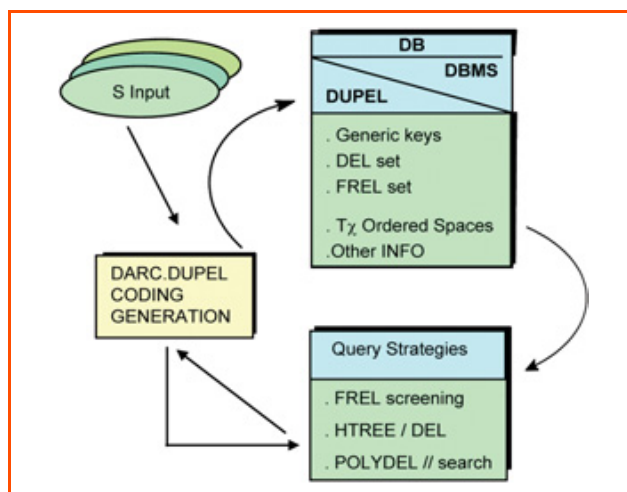 S Input
DB
DBMS
DUPEL
. Generic keys
. DEL set
. FREL set
. Tχ Ordered Spaces
.Other INFO
DARC.DUPEL
CODING
GENERATION
Query Strategies
. FREL screening
. HTREE / DEL
. POLYDEL // search